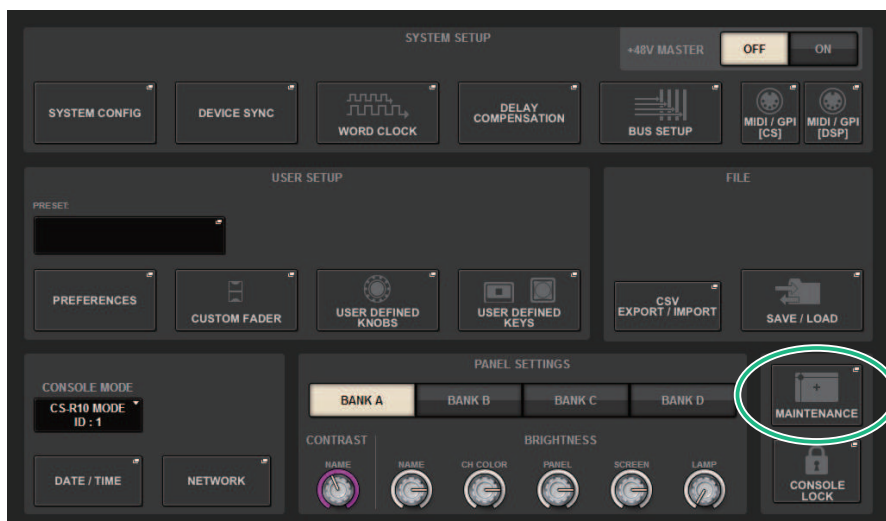 SYSTEM SETUP
+48V MASTER
OFF
ON
SYSTEM CONFIG
DEVICE SYNC
WORD CLOCK
DELAY
COMPENSATION
BUS SETUP
MIDI / GPI
[CS]
MIDI / GPI
[DSP]
USER SETUP
FILE
PRESET:
PREFERENCES
CUSTOM FADER
USER DEFINED
KNOBS
USER DEFINED
KEYS
CSV
EXPORT / IMPORT
SAVE / LOAD
CONSOLE MODE
CS-R10 MODE
ID : 1
DATE / TIME
NETWORK
PANEL SETTINGS
BANK A
BANK B
BANK C
BANK D
CONTRAST
BRIGHTNESS
NAME
NAME
CH COLOR
PANEL
SCREEN
LAMP
MAINTENANCE
CONSOLE
LOCK